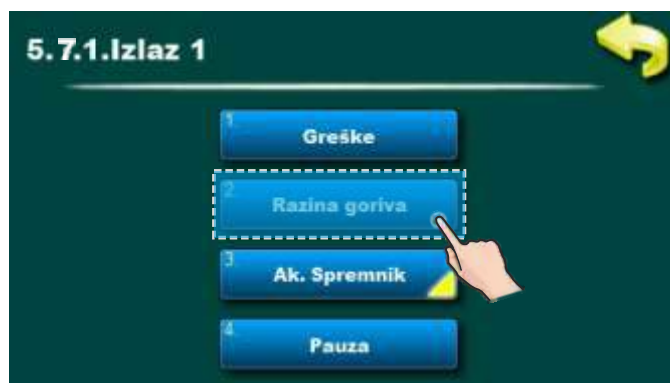 5.7.1.Izlaz 1
1
Greške
2
Razina goriva
3
Ak. Spremnik
4
Pauza